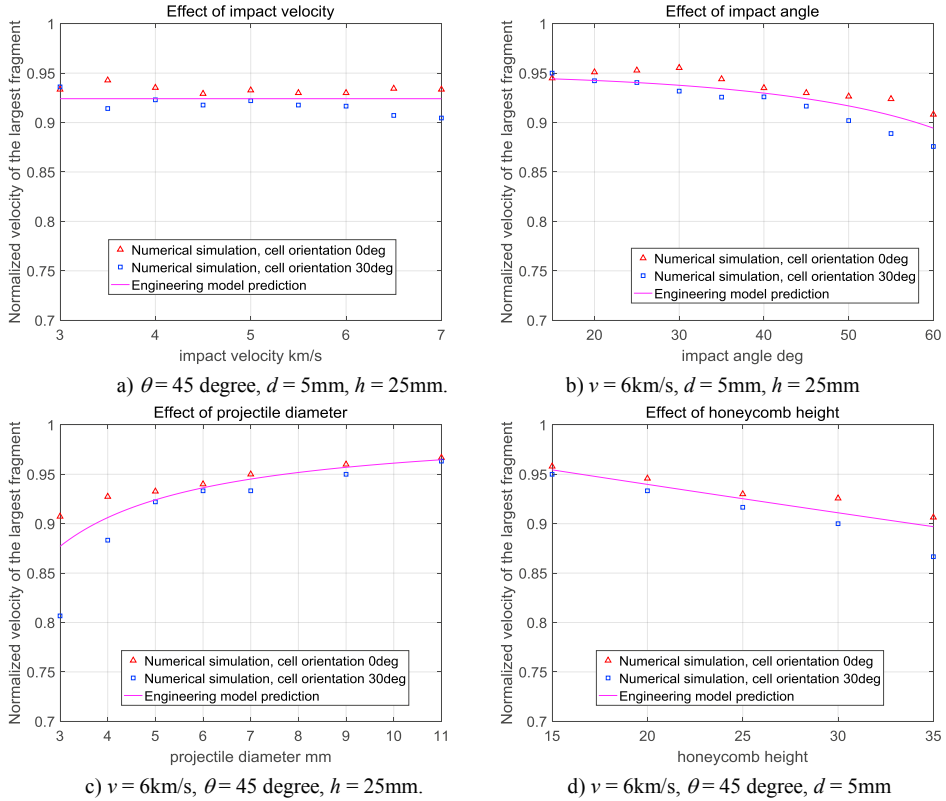 Effect of impact velocity
Normalized velocity of the largest fragment
1
0.95
0.9
0.85
0.8
0.75
0.7
Numerical simulation, cell orientation 0deg
Numerical simulation, cell orientation 30deg
Engineering model prediction
3 4 5 6 7
impact velocity km/s
a) θ = 45 degree, d = 5mm, h = 25mm.
Effect of impact angle
Normalized velocity of the largest fragment
1
0.95
0.9
0.85
0.8
0.75
0.7
Numerical simulation, cell orientation 0deg
Numerical simulation, cell orientation 30deg
Engineering model prediction
20 30 40 50 60
impact angle deg
b) v = 6km/s, d = 5mm, h = 25mm
Effect of projectile diameter
Normalized velocity of the largest fragment
1
0.95
0.9
0.85
0.8
0.75
0.7
Numerical simulation, cell orientation 0deg
Numerical simulation, cell orientation 30deg
Engineering model prediction
3 4 5 6 7 8 9 10 11
projectile diameter mm
c) v = 6km/s, θ = 45 degree, h = 25mm.
Effect of honeycomb height
Normalized velocity of the largest fragment
1
0.95
0.9
0.85
0.8
0.75
0.7
Numerical simulation, cell orientation 0deg
Numerical simulation, cell orientation 30deg
Engineering model prediction
15 20 25 30 35
honeycomb height
d) v = 6km/s, θ = 45 degree, d = 5mm